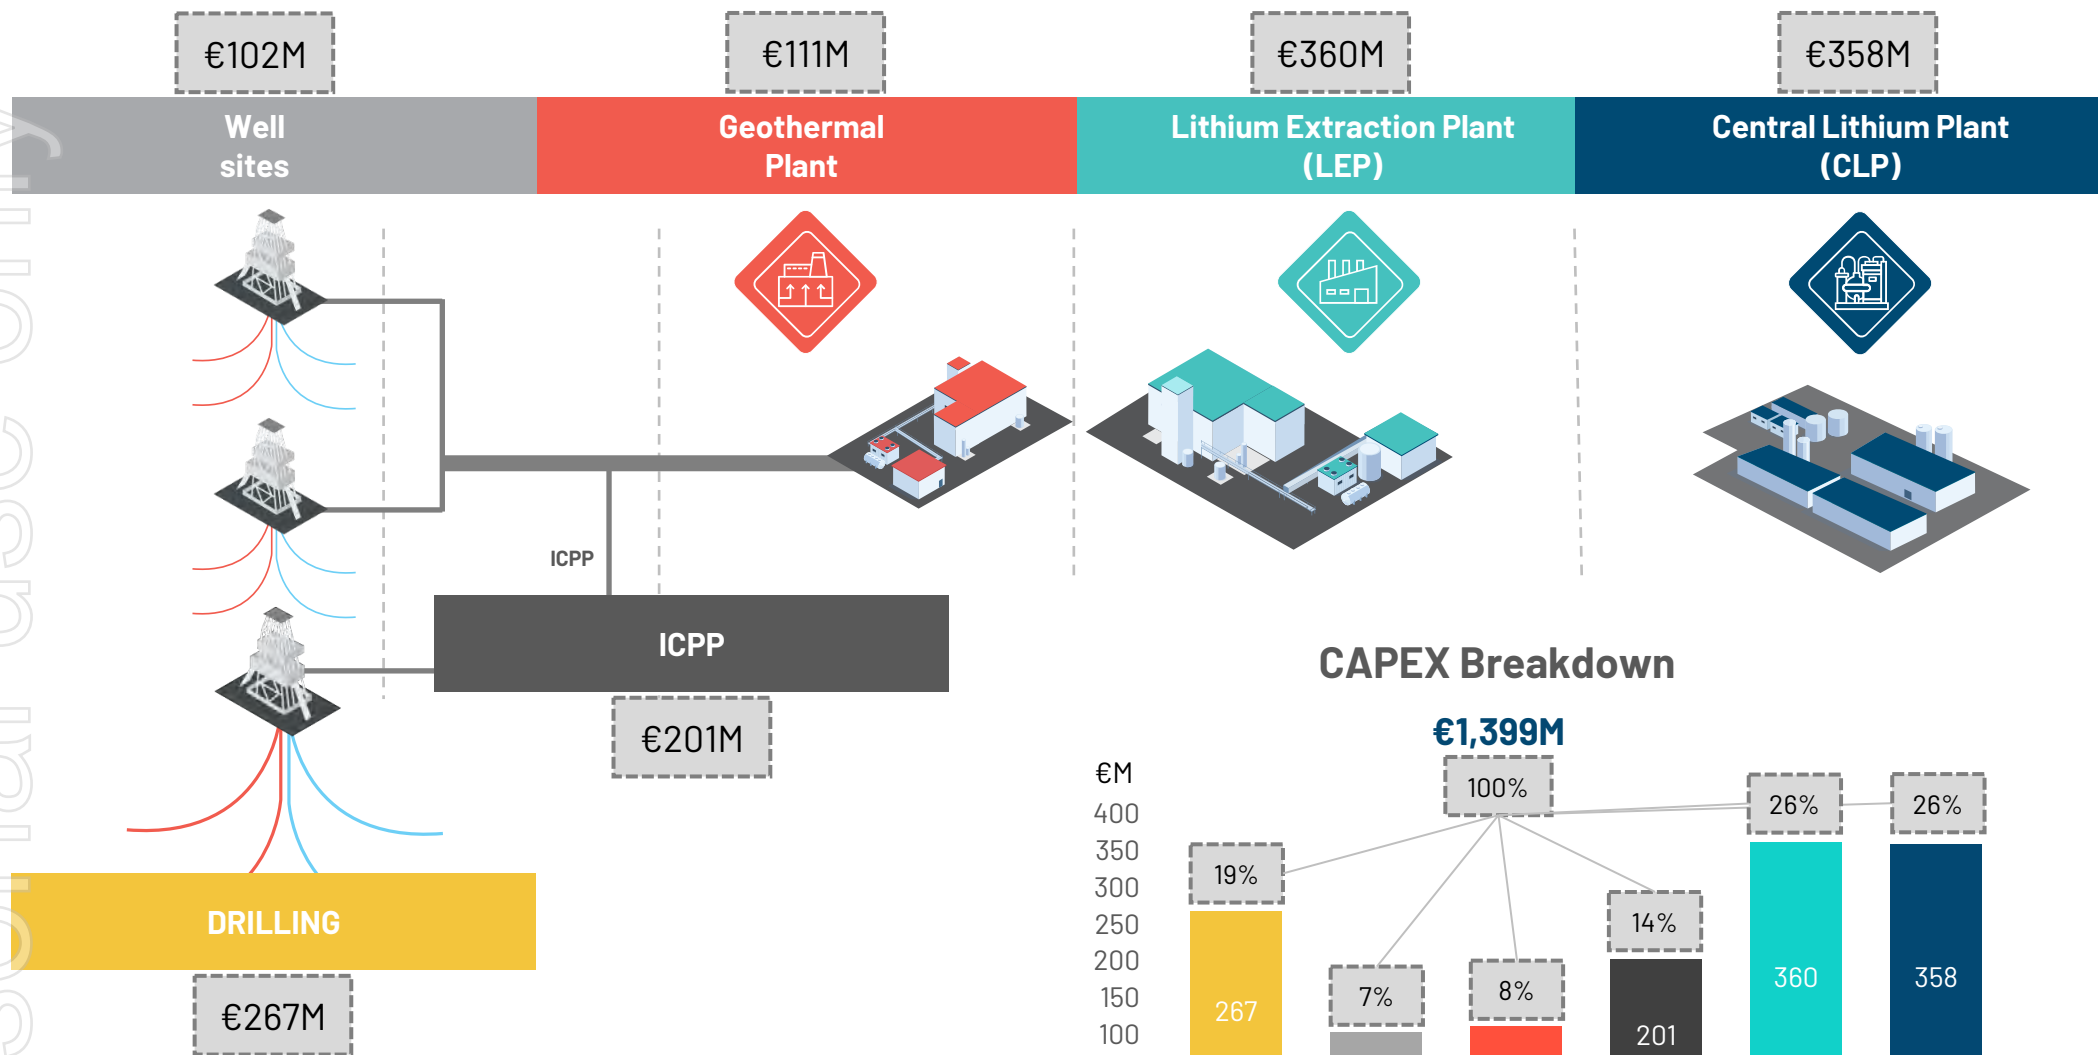 €102M
€111M
€360M
€358M
Well
sites
Geothermal
Plant
Lithium Extraction Plant
(LEP)
Central Lithium Plant
(CLP)
ICPP
ICPP
€201M
DRILLING
€267M
CAPEX Breakdown
€1,399M
€M
100%
26%
26%
400
350
300
250
200
150
100
19%
7%
8%
14%
267
201
360
358